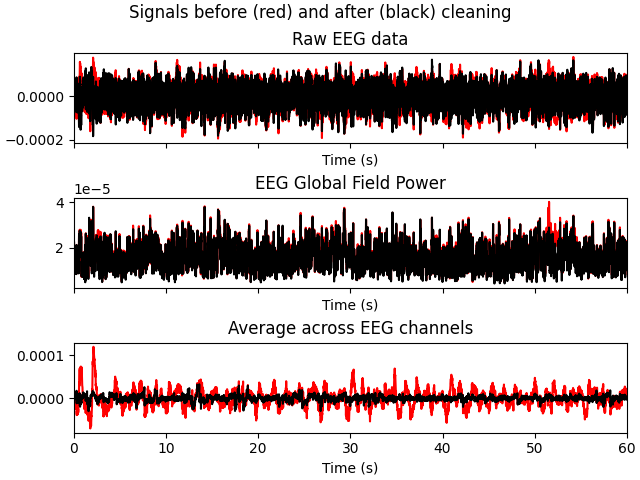 Signals before (red) and after (black) cleaning
Raw EEG data
0.0000
−0.0002
Time (s)
EEG Global Field Power
1e−5
4
2
Time (s)
Average across EEG channels
0.0001
0.0000
0 10 20 30 40 50 60
Time (s)